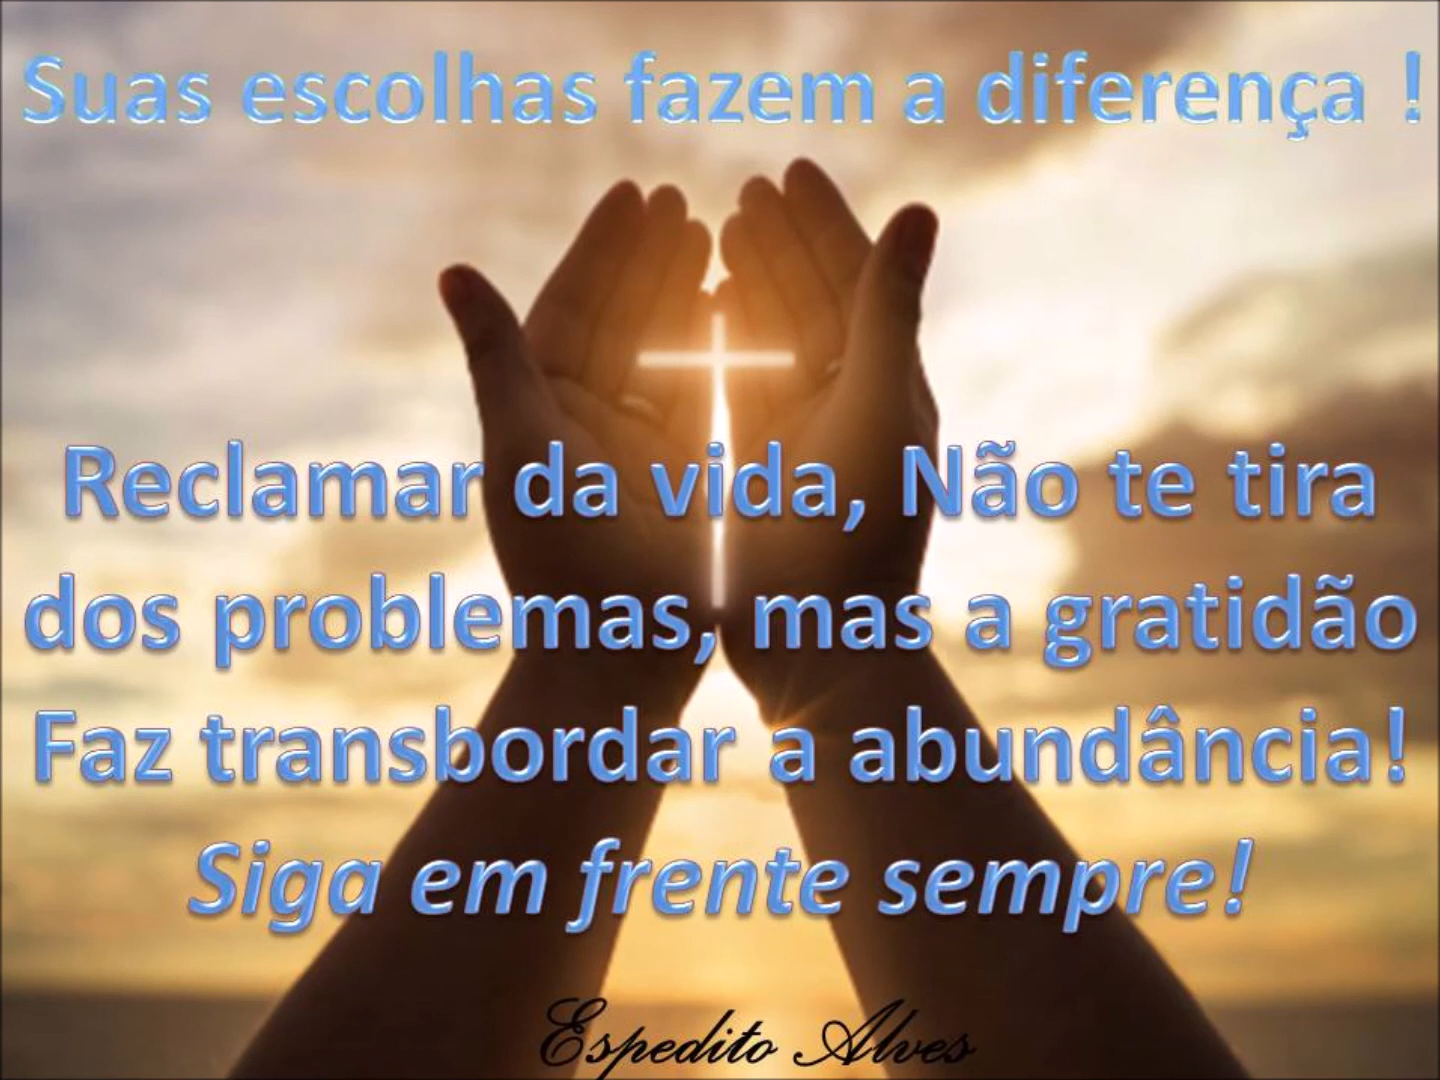 Suas escolhas fazem a diferença !
Reclamar da vida, Não te tira
dos problemas, mas a gratidão
Faz transbordar a abundância!
Siga em frente sempre!
Espedito Alves